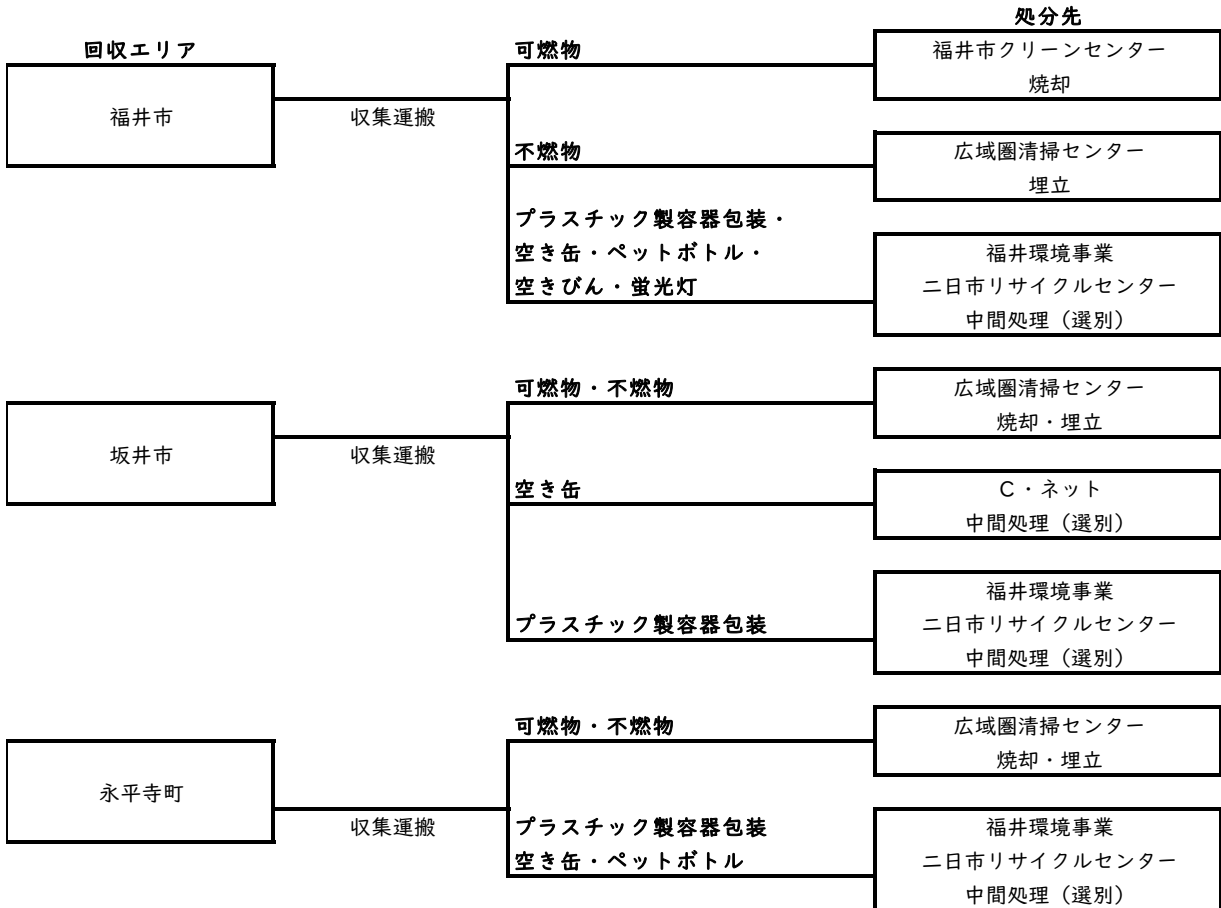 処分先
回収エリア
可燃物
福井市クリーンセンター
焼却
福井市
収集運搬
不燃物
広域圏清掃センター
埋立
プラスチック製容器包装・
空き缶・ペットボトル・
空きびん・蛍光灯
福井環境事業
二日市リサイクルセンター
中間処理（選別）
可燃物・不燃物
広域圏清掃センター
焼却・埋立
坂井市
収集運搬
空き缶
C・ネット
中間処理（選別）
プラスチック製容器包装
福井環境事業
二日市リサイクルセンター
中間処理（選別）
可燃物・不燃物
広域圏清掃センター
焼却・埋立
永平寺町
収集運搬
プラスチック製容器包装
空き缶・ペットボトル
福井環境事業
二日市リサイクルセンター
中間処理（選別）